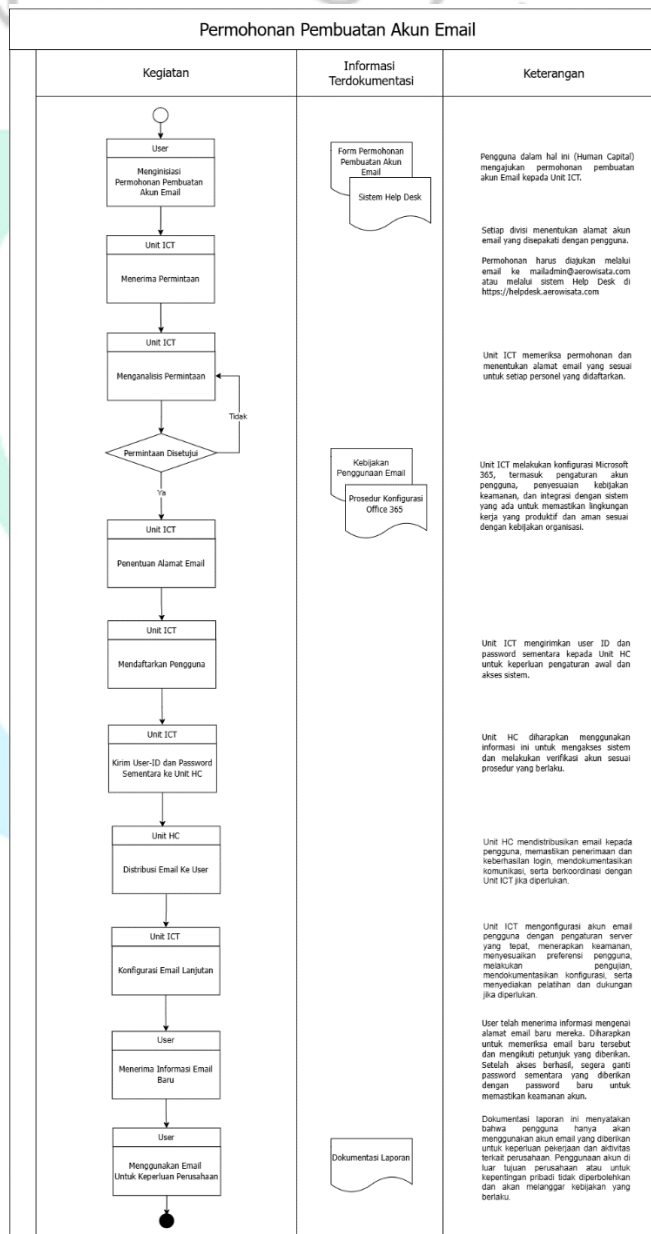 Permohonan Pembuatan Akun Email
Kegiatan
Informasi
Terdokumentasi
Keterangan
User
Menginisiasi
Permohonan Pembuatan
Akun Email
Form Permohonan
Pembuatan Akun
Email
Sistem Help Desk
Pengguna dalam hal ini (Human Capital)
mengajukan permohonan pembuatan
akun Email kepada Unit ICT.
Setiap divisi menentukan alamat akun
email yang disepakati dengan pengguna.
Permohonan harus diajukan melalui
email ke mailadmin@aerowisata.com
atau melalui sistem Help Desk di
https://helpdesk.aerowisata.com
Unit ICT
Menerima Permintaan
Unit ICT
Menganalisis Permintaan
Unit ICT memeriksa permohonan dan
menentukan alamat email yang sesuai
untuk setiap personel yang didaftarkan.
Tidak
Permintaan Disetujui
Ya
Kebijakan
Penggunaan Email
Prosedur Konfigurasi
Office 365
Unit ICT melakukan konfigurasi Microsoft
365, termasuk pengaturan akun
pengguna, penyesuaian kebijakan
keamanan, dan integrasi dengan sistem
yang ada untuk memastikan lingkungan
kerja yang produktif dan aman sesuai
dengan kebijakan organisasi.
Unit ICT
Penentuan Alamat Email
Unit ICT
Mendaftarkan Pengguna
Unit ICT mengirimkan user ID dan
password sementara kepada Unit HC
untuk keperluan pengaturan awal dan
akses sistem.
Unit ICT
Kirim User-ID dan Password
Sementara ke Unit HC
Unit HC diharapkan menggunakan
informasi ini untuk mengakses sistem
dan melakukan verifikasi akun sesuai
prosedur yang berlaku.
Unit HC
Distribusi Email Ke User
Unit HC mendistribusikan email kepada
pengguna, memastikan penerimaan dan
keberhasilan login, mendokumentasikan
komunikasi, serta berkoordinasi dengan
Unit ICT jika diperlukan.
Unit ICT
Konfigurasi Email Lanjutan
Unit ICT mengonfigurasi akun email
pengguna dengan pengaturan server
yang tepat, menerapkan keamanan,
menyesuaikan preferensi pengguna,
melakukan pengujian,
mendokumentasikan konfigurasi, serta
menyediakan pelatihan dan dukungan
jika diperlukan.
User
Menerima Informasi Email
Baru
User telah menerima informasi mengenai
alamat email baru mereka. Diharapkan
untuk memeriksa email baru tersebut
dan mengikuti petunjuk yang diberikan.
Setelah akses berhasil, segera ganti
password sementara yang diberikan
dengan password baru untuk
memastikan keamanan akun.
User
Menggunakan Email
Untuk Keperluan Perusahaan
Dokumentasi Laporan
Dokumentasi laporan ini menyatakan
bahwa pengguna hanya akan
menggunakan akun email yang diberikan
untuk keperluan pekerjaan dan aktivitas
terkait perusahaan. Penggunaan akun di
luar tujuan perusahaan atau untuk
kepentingan pribadi tidak diperbolehkan
dan akan melanggar kebijakan yang
berlaku.